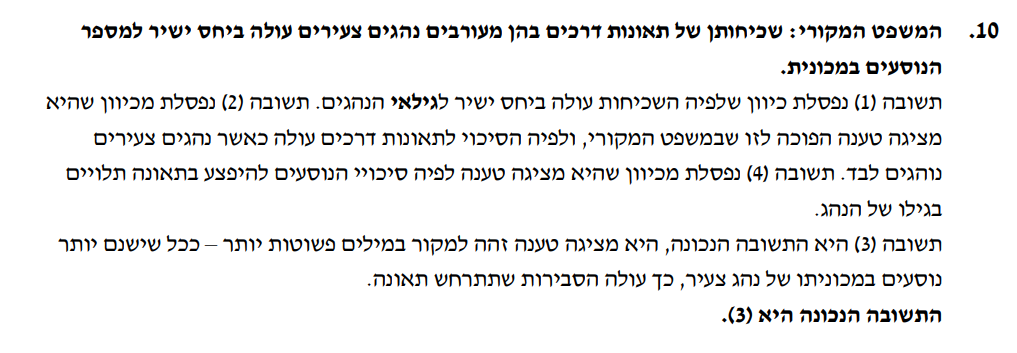 10. המשפט המקורי: שכיחותן של תאונות דרכים בהן מעורבים נהגים צעירים עולה ביחס ישיר למספר
הנוסעים במכונית.
תשובה (1) נפסלת כיוון שלפיה השכיחות עולה ביחס ישיר לגילאי הנהגים. תשובה (2) נפסלת מכיוון שהיא
מציגה טענה הפוכה לזו שבמשפט המקורי, ולפיה הסיכוי לתאונות דרכים עולה כאשר נהגים צעירים
נוהגים לבד. תשובה (4) נפסלת מכיוון שהיא מציגה טענה לפיה סיכויי הנוסעים להיפצע בתאונה תלויים
בגילו של הנהג.
תשובה (3) היא התשובה הנכונה, היא מציגה טענה זהה למקור במילים פשוטות יותר – ככל שישנם יותר
נוסעים במכוניתו של נהג צעיר, כך עולה הסבירות שתתרחש תאונה.
התשובה הנכונה היא (3).